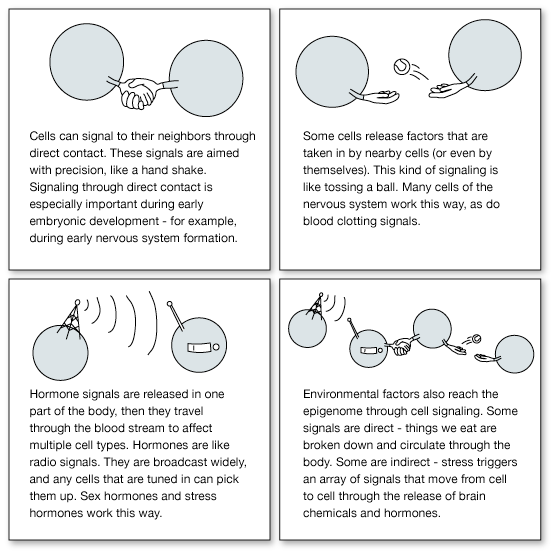 Cells can signal to their neighbors through
direct contact. These signals are aimed
with precision, like a hand shake.
Signaling through direct contact is
especially important during early
embryonic development - for example,
during early nervous system formation.
Some cells release factors that are
taken in by nearby cells (or even by
themselves). This kind of signaling is
like tossing a ball. Many cells of the
nervous system work this way, as do
blood clotting signals.
Hormone signals are released in one
part of the body, then they travel
through the blood stream to affect
multiple cell types. Hormones are like
radio signals. They are broadcast widely,
and any cells that are tuned in can pick
them up. Sex hormones and stress
hormones work this way.
Environmental factors also reach the
epigenome through cell signaling. Some
signals are direct - things we eat are
broken down and circulate through the
body. Some are indirect - stress triggers
an array of signals that move from cell
to cell through the release of brain
chemicals and hormones.